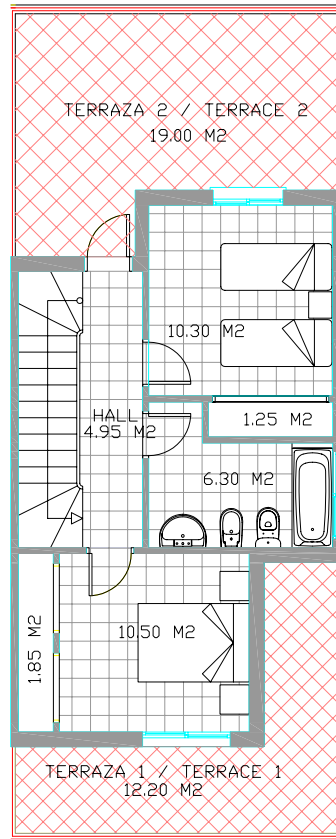 TERRAZA 2 / TERRACE 2
19.00 M2
10.30 M2
HALL
4.95 M2
1.25 M2
6.30 M2
10.50 M2
1.85 M2
TERRAZA 1 / TERRACE 1
12.20 M2